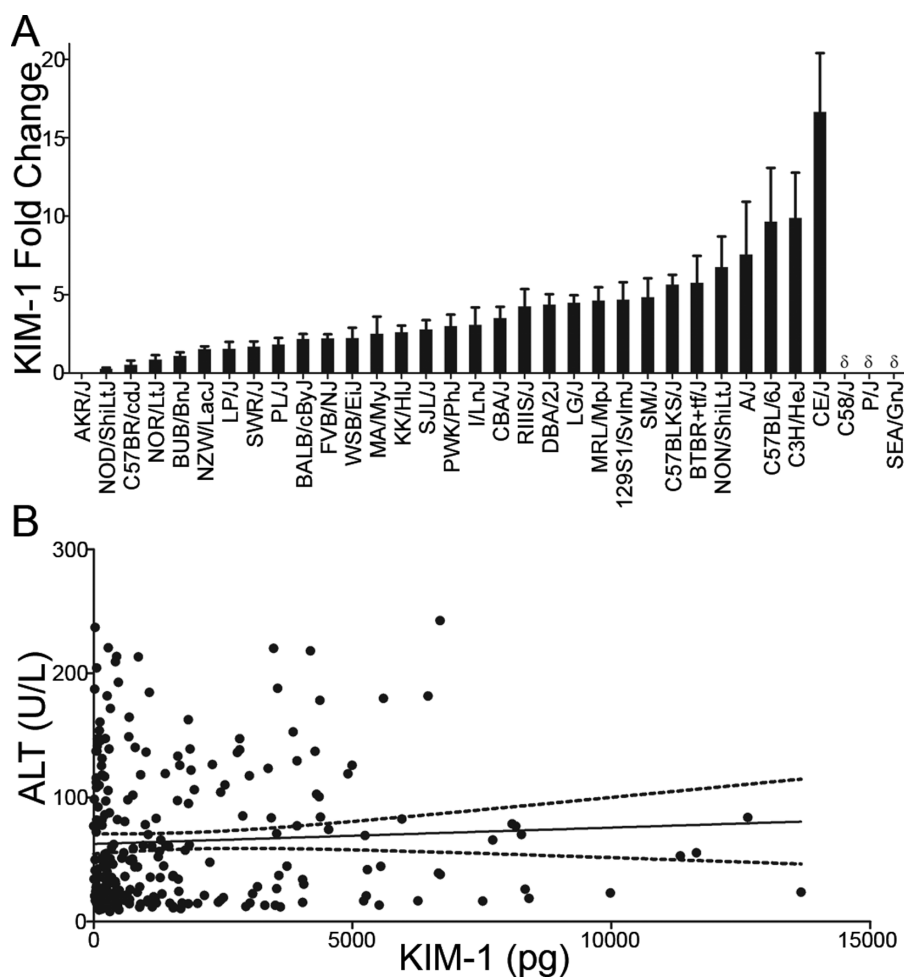 A
KIM-1 Fold Change
20
15
10
5
0
δ δ δ
AKR/J
NOD/ShiLtJ
C57BR/cdJ
NOR/LtJ
BUB/BnJ
NZW/LacJ
LP/J
SWR/J
PL/J
BALB/cByJ
FVB/NJ
WSB/EiJ
MA/MyJ
KK/HlJ
SJL/J
PWK/PhJ
I/LnJ
CBA/J
RIIIS/J
DBA/2J
LG/J
MRL/MpJ
129S1/SvImJ
SM/J
C57BLKS/J
BTBR+tf/J
NON/ShiLtJ
A/J
C57BL/6J
C3H/HeJ
CE/J
C58/J
P/J
SEA/GnJ
B
ALT (U/L)
300
200
100
0
0 5000 10000 15000
KIM-1 (pg)